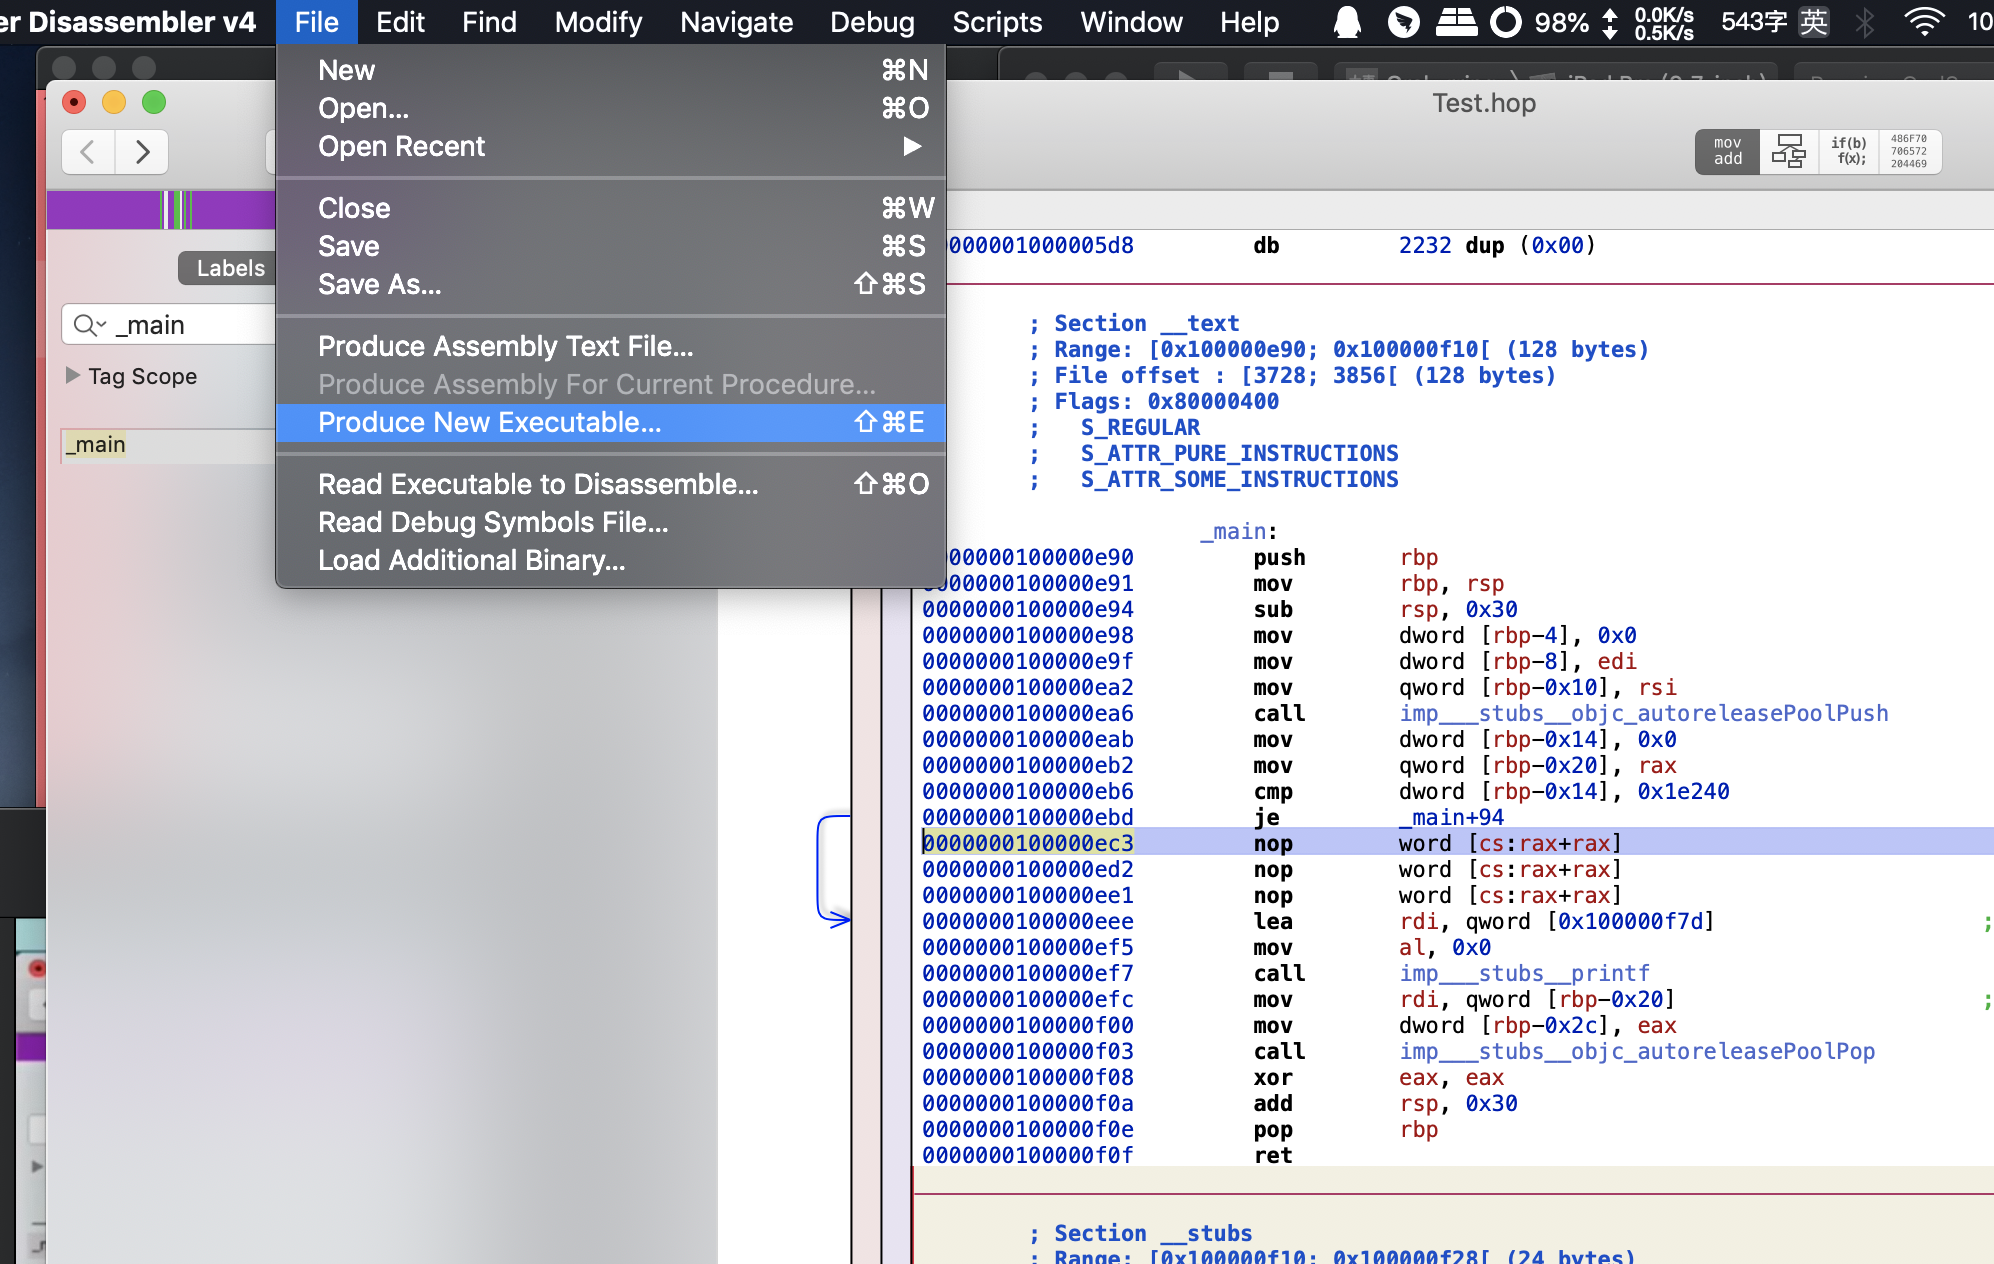 er Disassembler v4 File Edit Find Modify Navigate Debug Scripts Window Help 98% 0.0K/s 0.5K/s 543字 英 10
New ⌘N
Open... ⌘O
Open Recent ▶
Close ⌘W
Save ⌘S
Save As... ⇧⌘S
Produce Assembly Text File...
Produce Assembly For Current Procedure...
Produce New Executable... ⇧⌘E
Read Executable to Disassemble... ⇧⌘O
Read Debug Symbols File...
Load Additional Binary...
Test.hop
mov add
if(b) f(x);
486F70 706572 204469
Labels
_main
Tag Scope
_main
0000001000005d8 db 2232 dup (0x00)
; Section __text
; Range: [0x100000e90; 0x100000f10[ (128 bytes)
; File offset : [3728; 3856[ (128 bytes)
; Flags: 0x80000400
; S_REGULAR
; S_ATTR_PURE_INSTRUCTIONS
; S_ATTR_SOME_INSTRUCTIONS
_main:
00000100000e90 push rbp
0000000100000e91 mov rbp, rsp
0000000100000e94 sub rsp, 0x30
0000000100000e98 mov dword [rbp-4], 0x0
0000000100000e9f mov dword [rbp-8], edi
0000000100000ea2 mov qword [rbp-0x10], rsi
0000000100000ea6 call imp___stubs__objc_autoreleasePoolPush
0000000100000eab mov dword [rbp-0x14], 0x0
0000000100000eb2 mov qword [rbp-0x20], rax
0000000100000eb6 cmp dword [rbp-0x14], 0x1e240
0000000100000ebd je _main+94
0000000100000ec3 nop word [cs:rax+rax]
0000000100000ed2 nop word [cs:rax+rax]
0000000100000ee1 nop word [cs:rax+rax]
0000000100000eee lea rdi, qword [0x100000f7d] ;
0000000100000ef5 mov al, 0x0
0000000100000ef7 call imp___stubs__printf
0000000100000efc mov rdi, qword [rbp-0x20] ;
0000000100000f00 mov dword [rbp-0x2c], eax
0000000100000f03 call imp___stubs__objc_autoreleasePoolPop
0000000100000f08 xor eax, eax
0000000100000f0a add rsp, 0x30
0000000100000f0e pop rbp
0000000100000f0f ret
; Section __stubs
; Range: [0x100000f10; 0x100000f28[ (24 bytes)